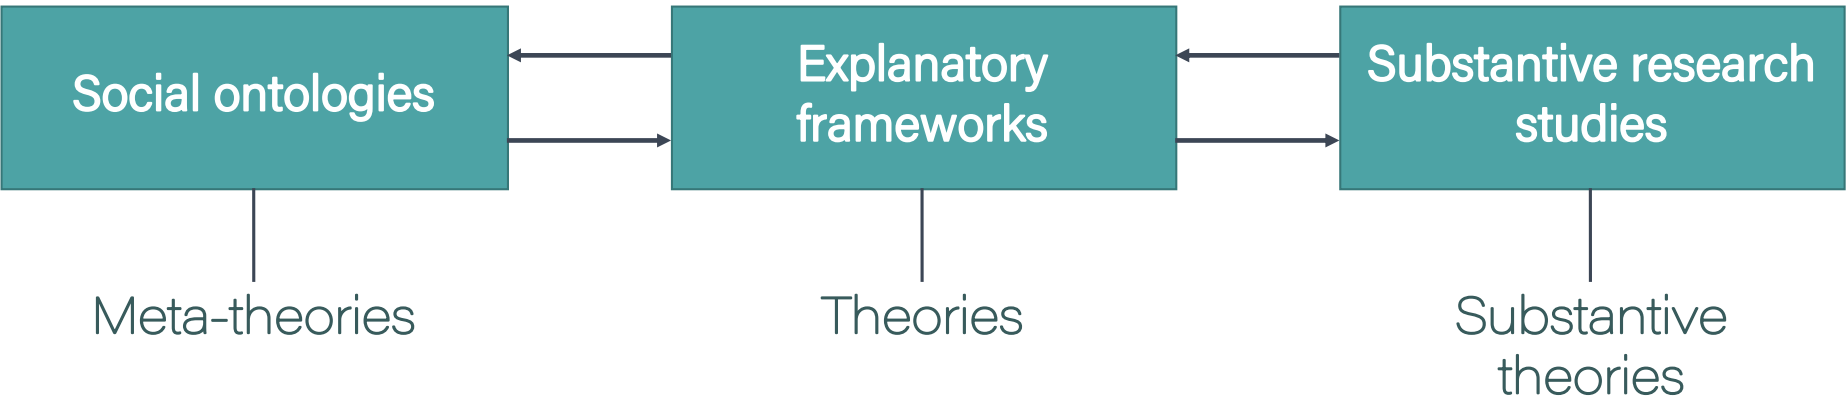 Social ontologies
Explanatory
frameworks
Substantive research
studies
Meta-theories
Theories
Substantive
theories